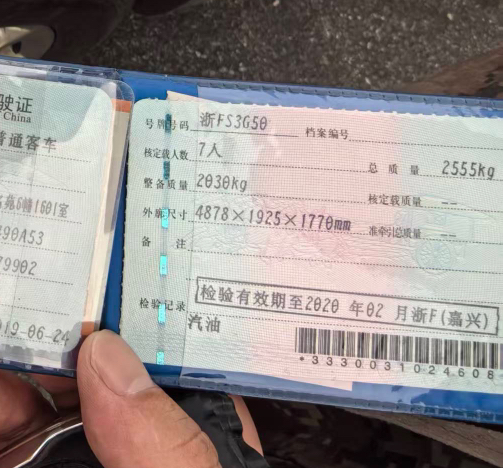 驶证
China
普通客车
苑6幢1601室
490A53
79902
019-06-24
号牌号码 浙FS3G50 档案编号
核定载人数 7人 总质量 2555kg
整备质量 2030kg 核定载质量 --
外廓尺寸 4878×1925×1770mm 准牵引总质量 --
备注
检验记录 检验有效期至2020年02月浙F(嘉兴)
汽油
*3330031024608